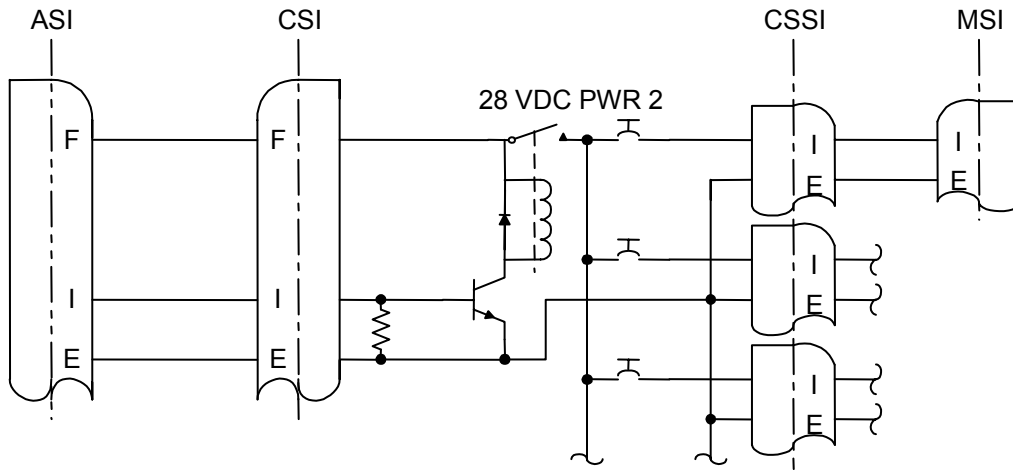 ASI CSI CSSI MSI
28 VDC PWR 2
F F I I
E E
I
I I E
E E I
E